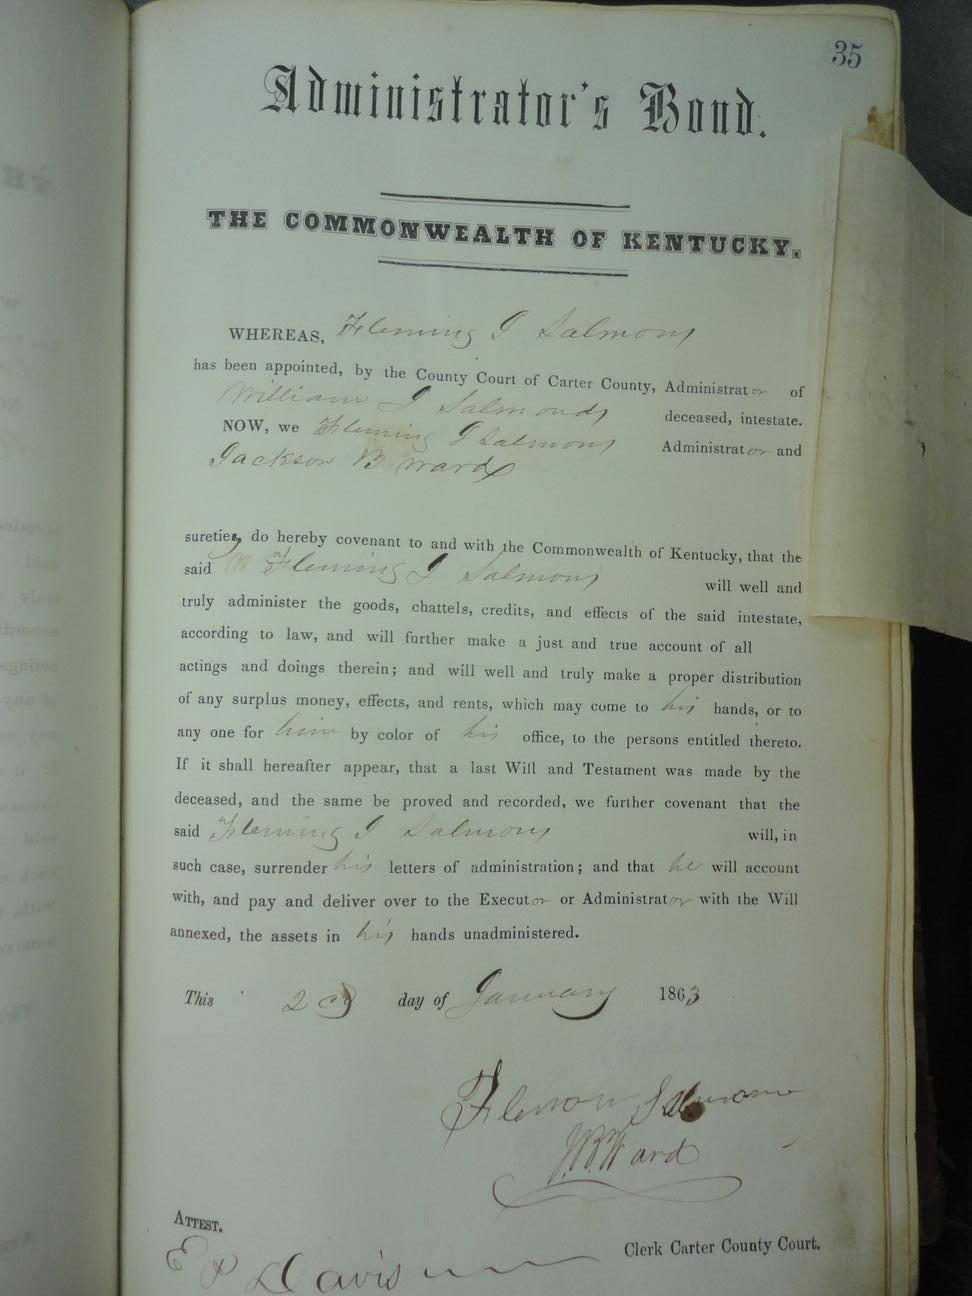 35
Administrator's Bond.
THE COMMONWEALTH OF KENTUCKY.
WHEREAS, Fleming G Salmons
has been appointed, by the County Court of Carter County, Administrator of
William G Salmonds deceased, intestate.
NOW, we Fleming G Salmons Administrator and
Jackson B Ward
sureties, do hereby covenant to and with the Commonwealth of Kentucky, that the
said Fleming G Salmons will well and
truly administer the goods, chattels, credits, and effects of the said intestate,
according to law, and will further make a just and true account of all
actings and doings therein; and will well and truly make a proper distribution
of any surplus money, effects, and rents, which may come to his hands, or to
any one for him by color of his office, to the persons entitled thereto.
If it shall hereafter appear, that a last Will and Testament was made by the
deceased, and the same be proved and recorded, we further covenant that the
said Fleming G Salmons will, in
such case, surrender his letters of administration; and that he will account
with, and pay and deliver over to the Executor or Administrator with the Will
annexed, the assets in his hands unadministered.
This day of January 1863
J.B. Ward
ATTEST.
E P Davis Clerk Carter County Court.